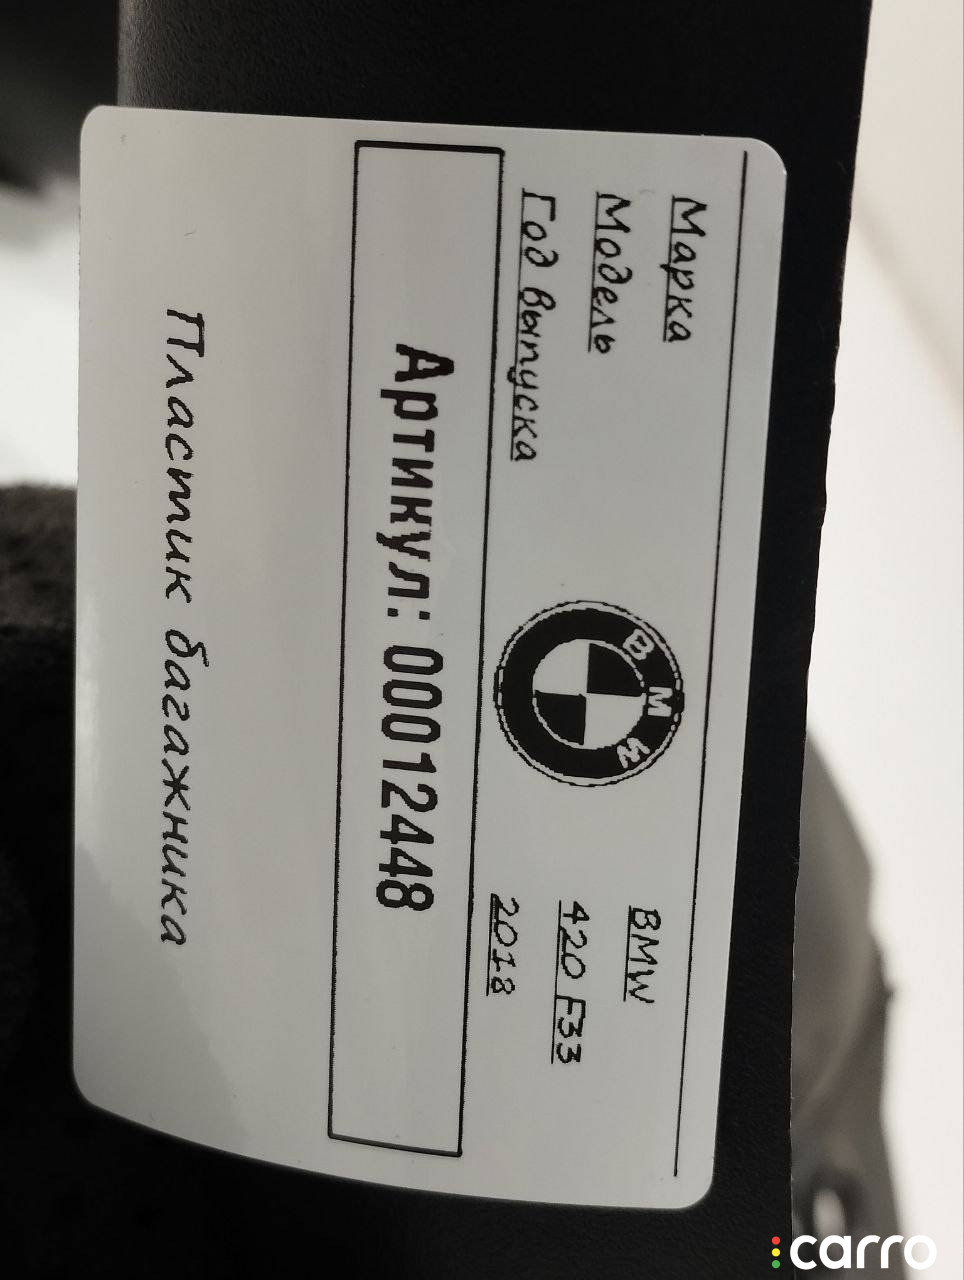 Марка BMW
Модель 420 F33
Год выпуска 2018
BMW
Артикул: 00012448
Пластик багажника
carro